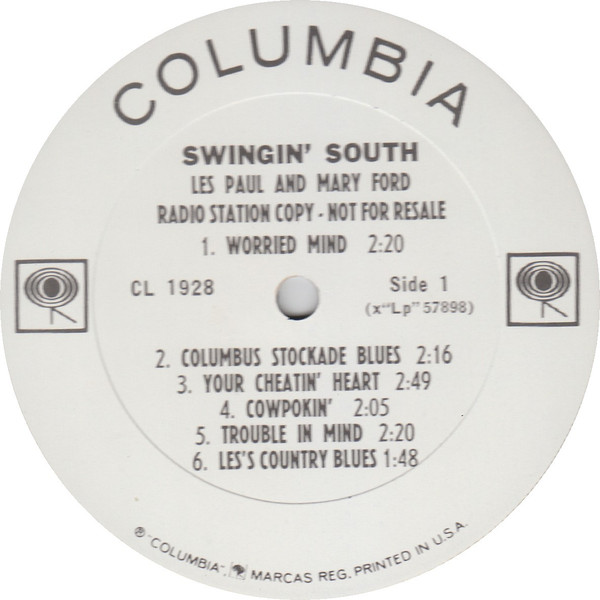 COLUMBIA
SWINGIN' SOUTH
LES PAUL AND MARY FORD
RADIO STATION COPY - NOT FOR RESALE
1. WORRIED MIND 2:20
CL 1928
Side 1
(x"Lp" 57898)
2. COLUMBUS STOCKADE BLUES 2:16
3. YOUR CHEATIN' HEART 2:49
4. COWPOKIN' 2:05
5. TROUBLE IN MIND 2:20
6. LES'S COUNTRY BLUES 1:48
® "COLUMBIA", MARCAS REG. PRINTED IN U.S.A.